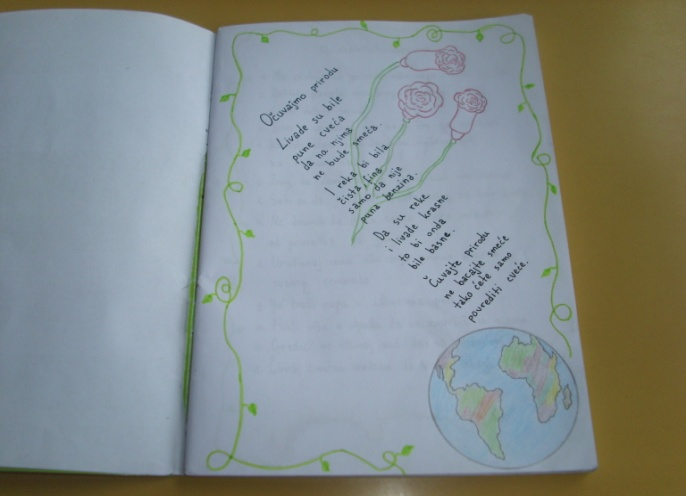 Očuvajmo prirodu
Livade su bile
pune cveća
da na njima
ne bude smeća.
I reka bi bila
čista, fina
samo da nije
puna benzina.
Da su reke
i livade krasne
to bi onda
bile basne.
Čuvajte prirodu
ne bacajte smeće
tako ćete samo
povrediti cveće.